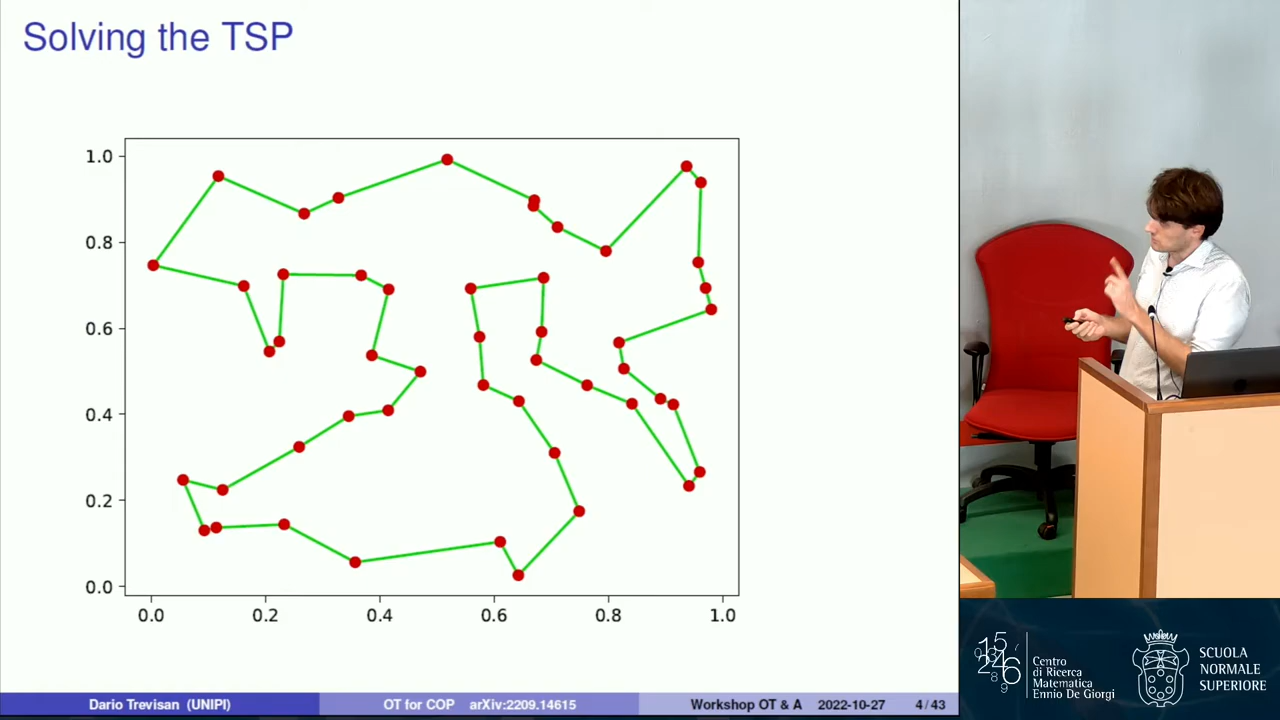 Solving the TSP
1.0
0.8
0.6
0.4
0.2
0.0
0.0 0.2 0.4 0.6 0.8 1.0
Dario Trevisan (UNIPI) OT for COP arXiv:2209.14615 Workshop OT & A 2022-10-27 4 / 43
Centro
di Ricerca
Matematica
Ennio De Giorgi
SCUOLA
NORMALE
SUPERIORE